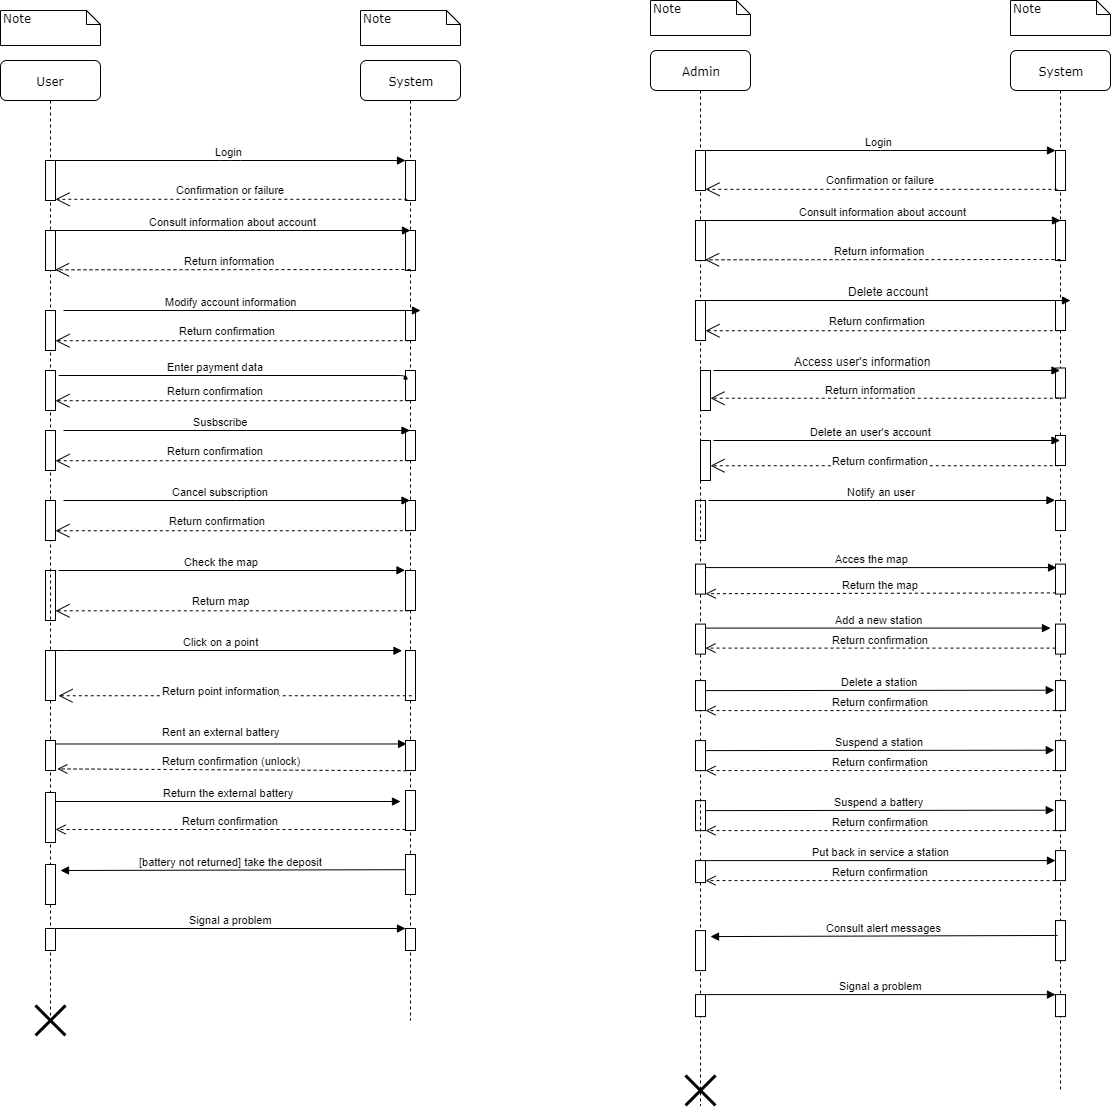 Note
Note
User
System
Login
Confirmation or failure
Consult information about account
Return information
Modify account information
Return confirmation
Enter payment data
Return confirmation
Susbscribe
Return confirmation
Cancel subscription
Return confirmation
Check the map
Return map
Click on a point
Return point information
Rent an external battery
Return confirmation (unlock)
Return the external battery
Return confirmation
[battery not returned] take the deposit
Signal a problem
Note
Note
Admin
System
Login
Confirmation or failure
Consult information about account
Return information
Delete account
Return confirmation
Access user's information
Return information
Delete an user's account
Return confirmation
Notify an user
Acces the map
Return the map
Add a new station
Return confirmation
Delete a station
Return confirmation
Suspend a station
Return confirmation
Suspend a battery
Return confirmation
Put back in service a station
Return confirmation
Consult alert messages
Signal a problem